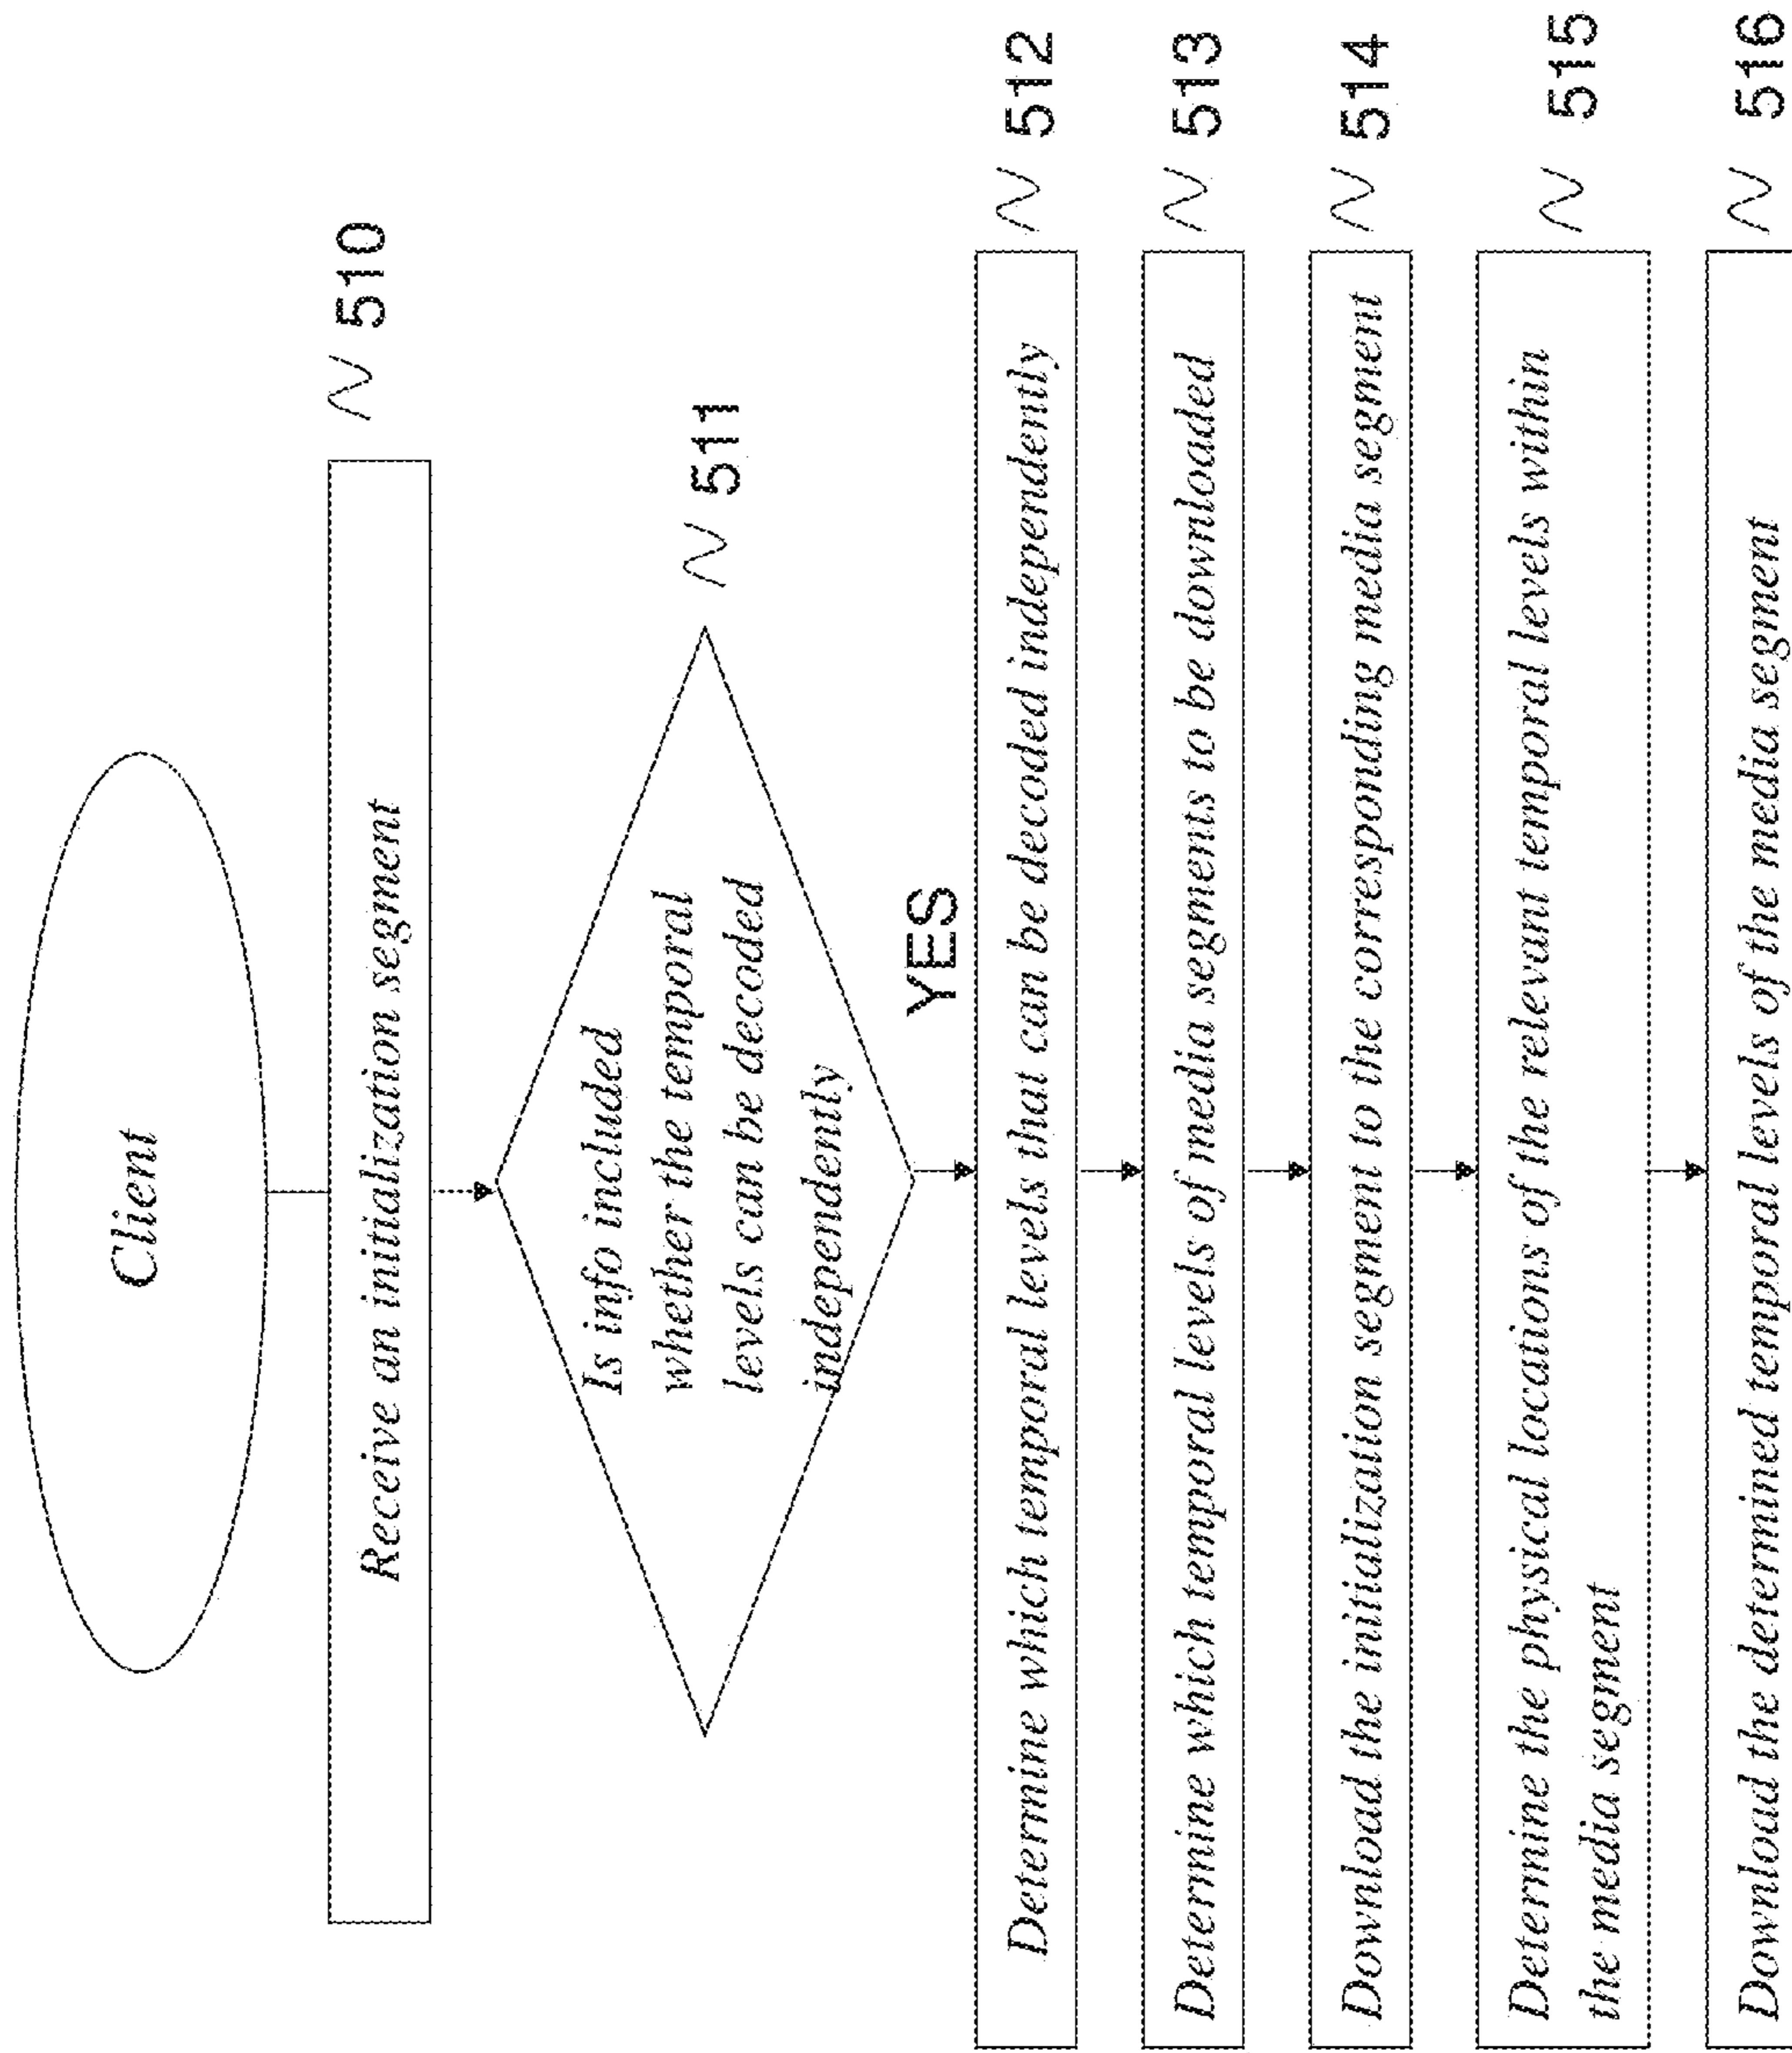 Client
Receive an initialization segment
510
Is info included
whether the temporal
levels can be decoded
independently
511
YES
Determine which temporal levels that can be decoded independently
512
Determine which temporal levels of media segments to be downloaded
513
Download the initialization segment to the corresponding media segment
514
Determine the physical locations of the relevant temporal levels within
the media segment
515
Download the determined temporal levels of the media segment
516